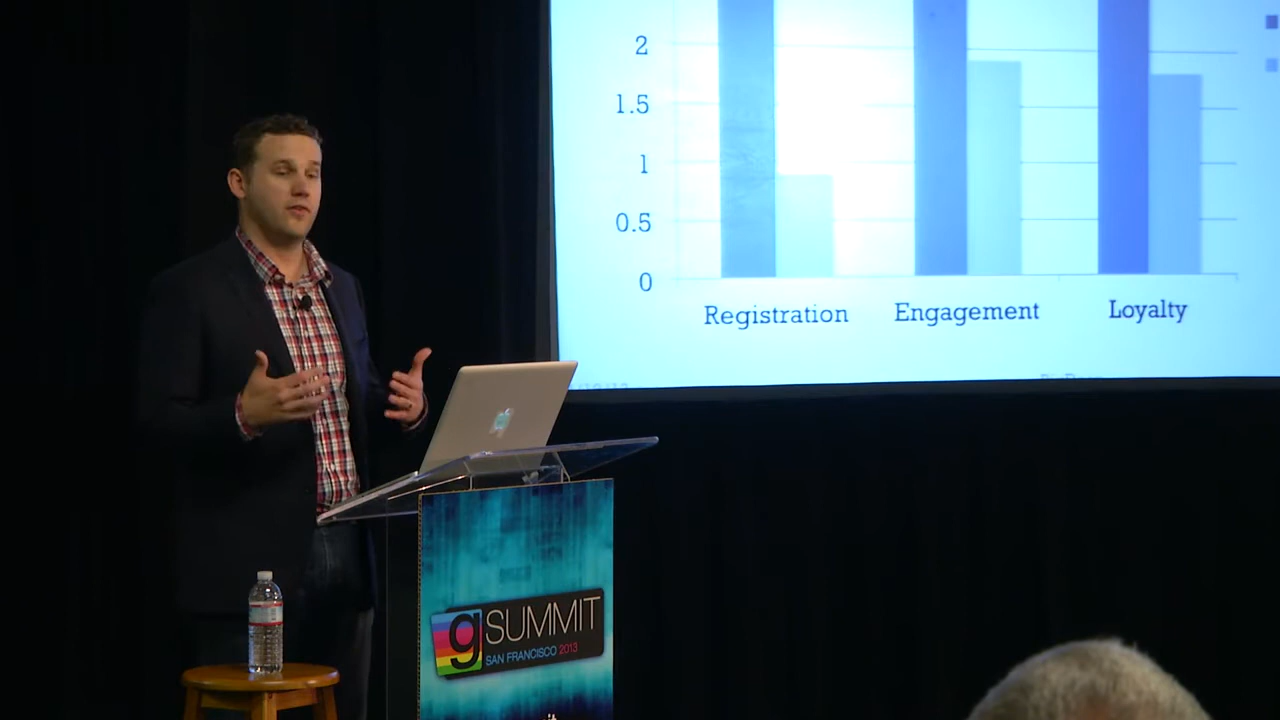 2
1.5
1
0.5
0
Registration
Engagement
Loyalty
g SUMMIT
SAN FRANCISCO 2013